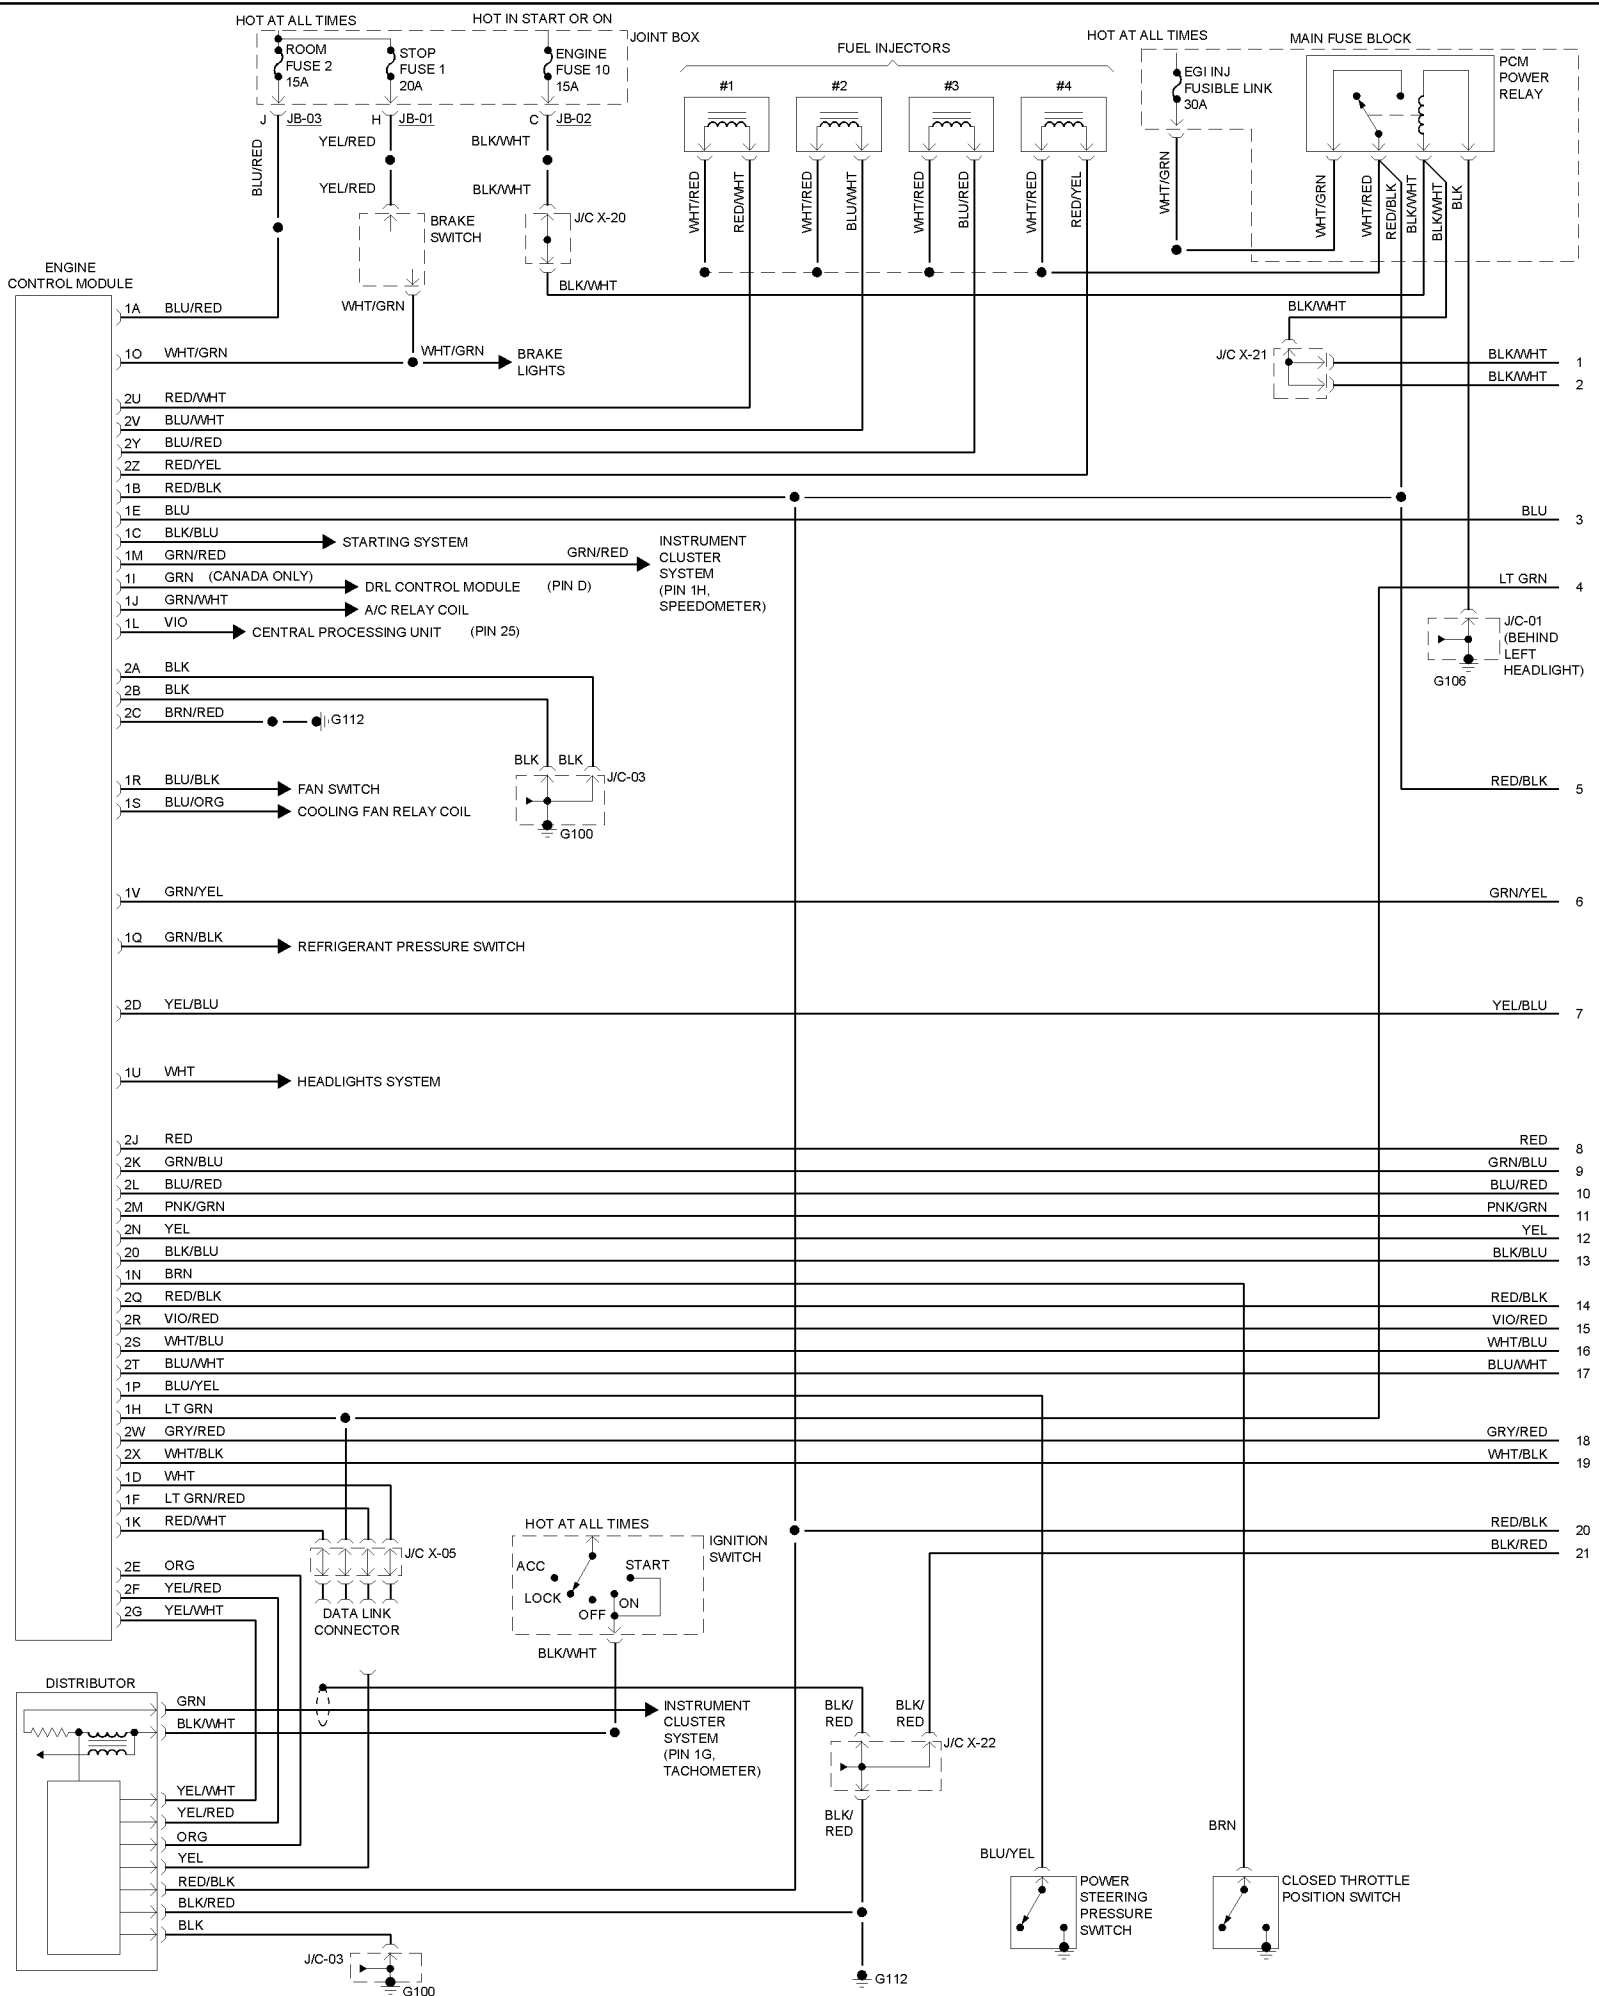 HOT AT ALL TIMES
HOT IN START OR ON
JOINT BOX
ROOM
FUSE 2
15A
STOP
FUSE 1
20A
ENGINE
FUSE 10
15A
J
JB-03
H
JB-01
C
JB-02
BLU/RED
YEL/RED
YEL/RED
BLK/WHT
BLK/WHT
BRAKE
SWITCH
J/C X-20
WHT/GRN
BLK/WHT
FUEL INJECTORS
#1
#2
#3
#4
WHT/RED
RED/WHT
WHT/RED
BLU/WHT
WHT/RED
BLU/RED
WHT/RED
RED/YEL
HOT AT ALL TIMES
MAIN FUSE BLOCK
EGI INJ
FUSIBLE LINK
30A
PCM
POWER
RELAY
WHT/GRN
WHT/GRN
WHT/RED
RED/BLK
BLK/WHT
BLK/WHT
BLK
BLK/WHT
J/C X-21
BLK/WHT 1
BLK/WHT 2
ENGINE
CONTROL MODULE
1A BLU/RED
1O WHT/GRN
WHT/GRN
BRAKE
LIGHTS
2U RED/WHT
2V BLU/WHT
2Y BLU/RED
2Z RED/YEL
1B RED/BLK
1E BLU
BLU 3
1C BLK/BLU
STARTING SYSTEM
1M GRN/RED
GRN/RED
INSTRUMENT
CLUSTER
SYSTEM
(PIN 1H,
SPEEDOMETER)
1I GRN (CANADA ONLY)
DRL CONTROL MODULE (PIN D)
LT GRN 4
1J GRN/WHT
A/C RELAY COIL
1L VIO
CENTRAL PROCESSING UNIT (PIN 25)
J/C-01
(BEHIND
LEFT
HEADLIGHT)
G106
2A BLK
2B BLK
2C BRN/RED
G112
BLK
BLK
J/C-03
G100
1R BLU/BLK
FAN SWITCH
RED/BLK 5
1S BLU/ORG
COOLING FAN RELAY COIL
1V GRN/YEL
GRN/YEL 6
1Q GRN/BLK
REFRIGERANT PRESSURE SWITCH
2D YEL/BLU
YEL/BLU 7
1U WHT
HEADLIGHTS SYSTEM
2J RED
RED 8
2K GRN/BLU
GRN/BLU 9
2L BLU/RED
BLU/RED 10
2M PNK/GRN
PNK/GRN 11
2N YEL
YEL 12
20 BLK/BLU
BLK/BLU 13
1N BRN
2Q RED/BLK
RED/BLK 14
2R VIO/RED
VIO/RED 15
2S WHT/BLU
WHT/BLU 16
2T BLU/WHT
BLU/WHT 17
1P BLU/YEL
1H LT GRN
2W GRY/RED
GRY/RED 18
2X WHT/BLK
WHT/BLK 19
1D WHT
1F LT GRN/RED
1K RED/WHT
RED/BLK 20
BLK/RED 21
2E ORG
2F YEL/RED
2G YEL/WHT
J/C X-05
DATA LINK
CONNECTOR
HOT AT ALL TIMES
IGNITION
SWITCH
ACC
START
LOCK
OFF
ON
BLK/WHT
DISTRIBUTOR
GRN
BLK/WHT
INSTRUMENT
CLUSTER
SYSTEM
(PIN 1G,
TACHOMETER)
BLK/
RED
BLK/
RED
J/C X-22
BLK/
RED
YEL/WHT
YEL/RED
ORG
YEL
RED/BLK
BLK/RED
BLK
J/C-03
G100
G112
BLU/YEL
POWER
STEERING
PRESSURE
SWITCH
BRN
CLOSED THROTTLE
POSITION SWITCH